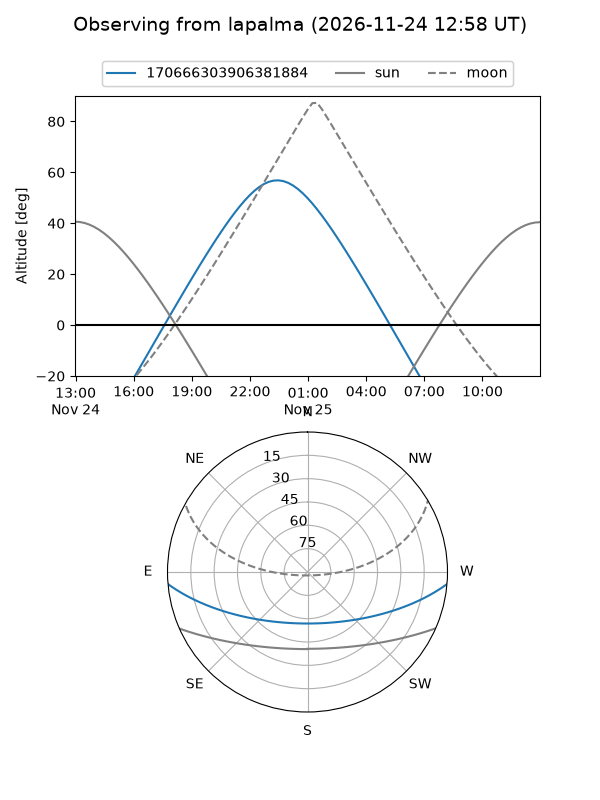 Observing from lapalma (2026-11-24 12:58 UT)
170666303906381884 sun moon
Altitude [deg]
80
60
40
20
0
−20
13:00 16:00 19:00 22:00 01:00 04:00 07:00 10:00
Nov 24 Nov 25
N
NE NW
15
30
45
60
75
E W
SE SW
S